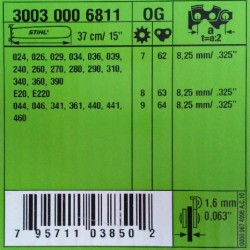 3003 000 6811 OG
STIHL 37 cm/ 15" a t=a:2
024, 025, 029, 034, 036, 039, 7 62 8,25 mm/ .325"
240, 260, 270, 280, 290, 310,
340, 360, 390
E20, E220 8 63 8,25 mm/ .325"
044, 046, 341, 361, 440, 441, 9 64 8,25 mm/ .325"
460
1,6 mm
0,063"
7 95711 03850 2